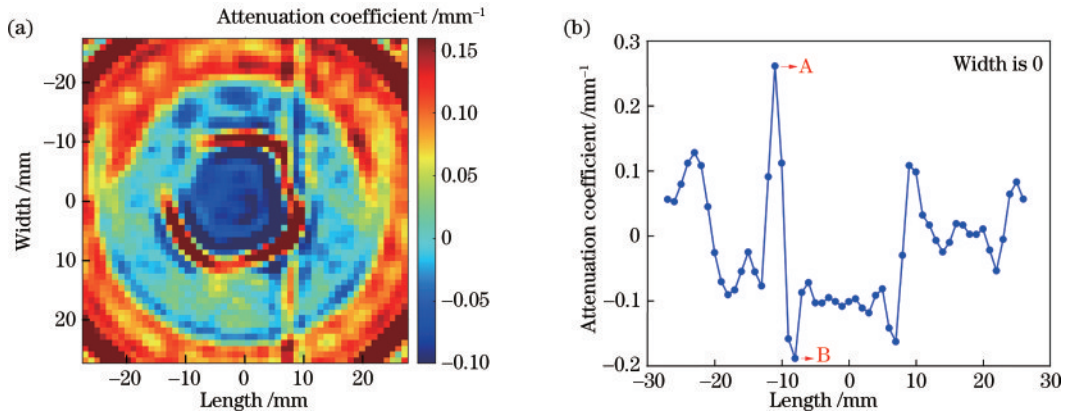 (a)
Attenuation coefficient /mm⁻¹
Width /mm
−20
−10
0
10
20
−20 −10 0 10 20
Length /mm
0.15
0.10
0.05
0
−0.05
−0.10
(b)
Attenuation coefficient /mm⁻¹
0.3
0.2
0.1
0
−0.1
−0.2
Width is 0
A
B
−30 −20 −10 0 10 20 30
Length /mm